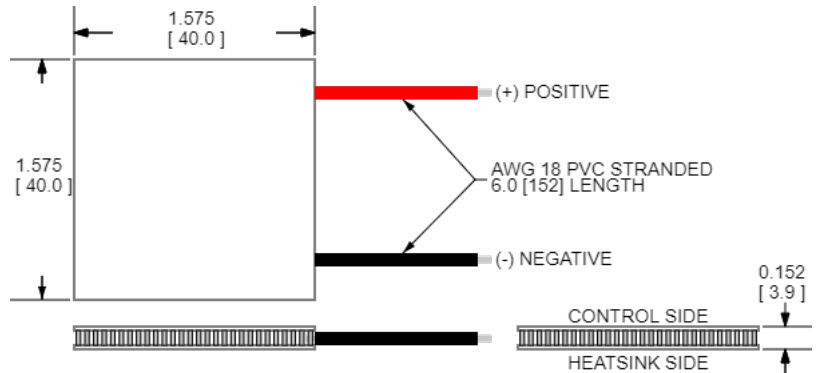 1.575
[ 40.0 ]
(+) POSITIVE
1.575
[ 40.0 ]
AWG 18 PVC STRANDED
6.0 [152] LENGTH
(-) NEGATIVE
0.152
[ 3.9 ]
CONTROL SIDE
HEATSINK SIDE